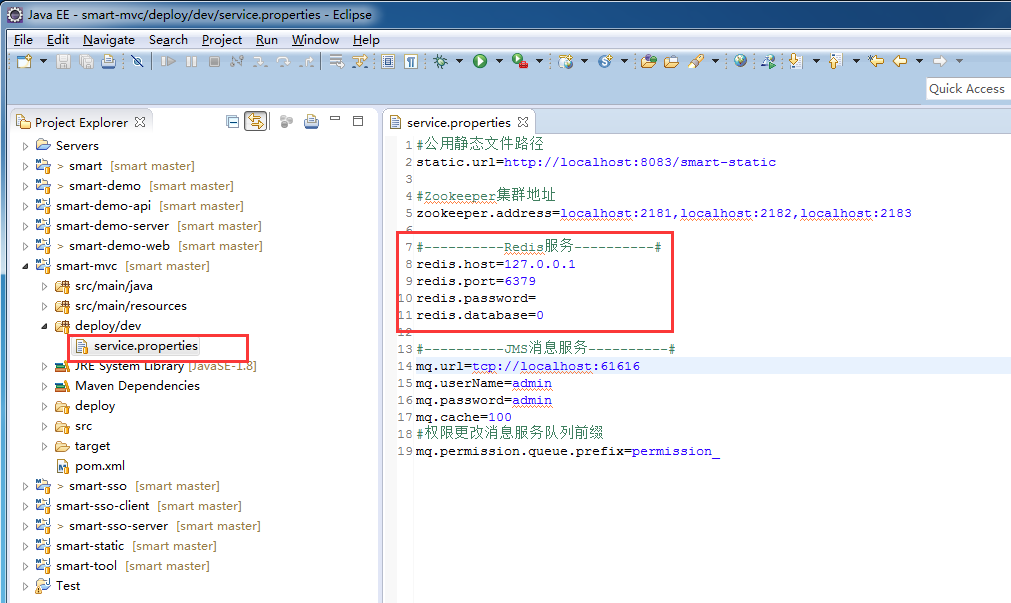 Java EE - smart-mvc/deploy/dev/service.properties - Eclipse
File Edit Navigate Search Project Run Window Help
Quick Access
Project Explorer
Servers
> smart [smart master]
> smart-demo [smart master]
smart-demo-api [smart master]
smart-demo-server [smart master]
> smart-demo-web [smart master]
smart-mvc [smart master]
src/main/java
src/main/resources
deploy/dev
service.properties
JRE System Library [JavaSE-1.8]
Maven Dependencies
deploy
src
target
pom.xml
> smart-sso [smart master]
smart-sso-client [smart master]
> smart-sso-server [smart master]
smart-static [smart master]
smart-tool [smart master]
Test
service.properties
1 #公用静态文件路径
2 static.url=http://localhost:8083/smart-static
3
4 #Zookeeper集群地址
5 zookeeper.address=localhost:2181,localhost:2182,localhost:2183
6
7 #----------Redis服务----------#
8 redis.host=127.0.0.1
9 redis.port=6379
10 redis.password=
11 redis.database=0
12
13 #----------JMS消息服务----------#
14 mq.url=tcp://localhost:61616
15 mq.userName=admin
16 mq.password=admin
17 mq.cache=100
18 #权限更改消息服务队列前缀
19 mq.permission.queue.prefix=permission_